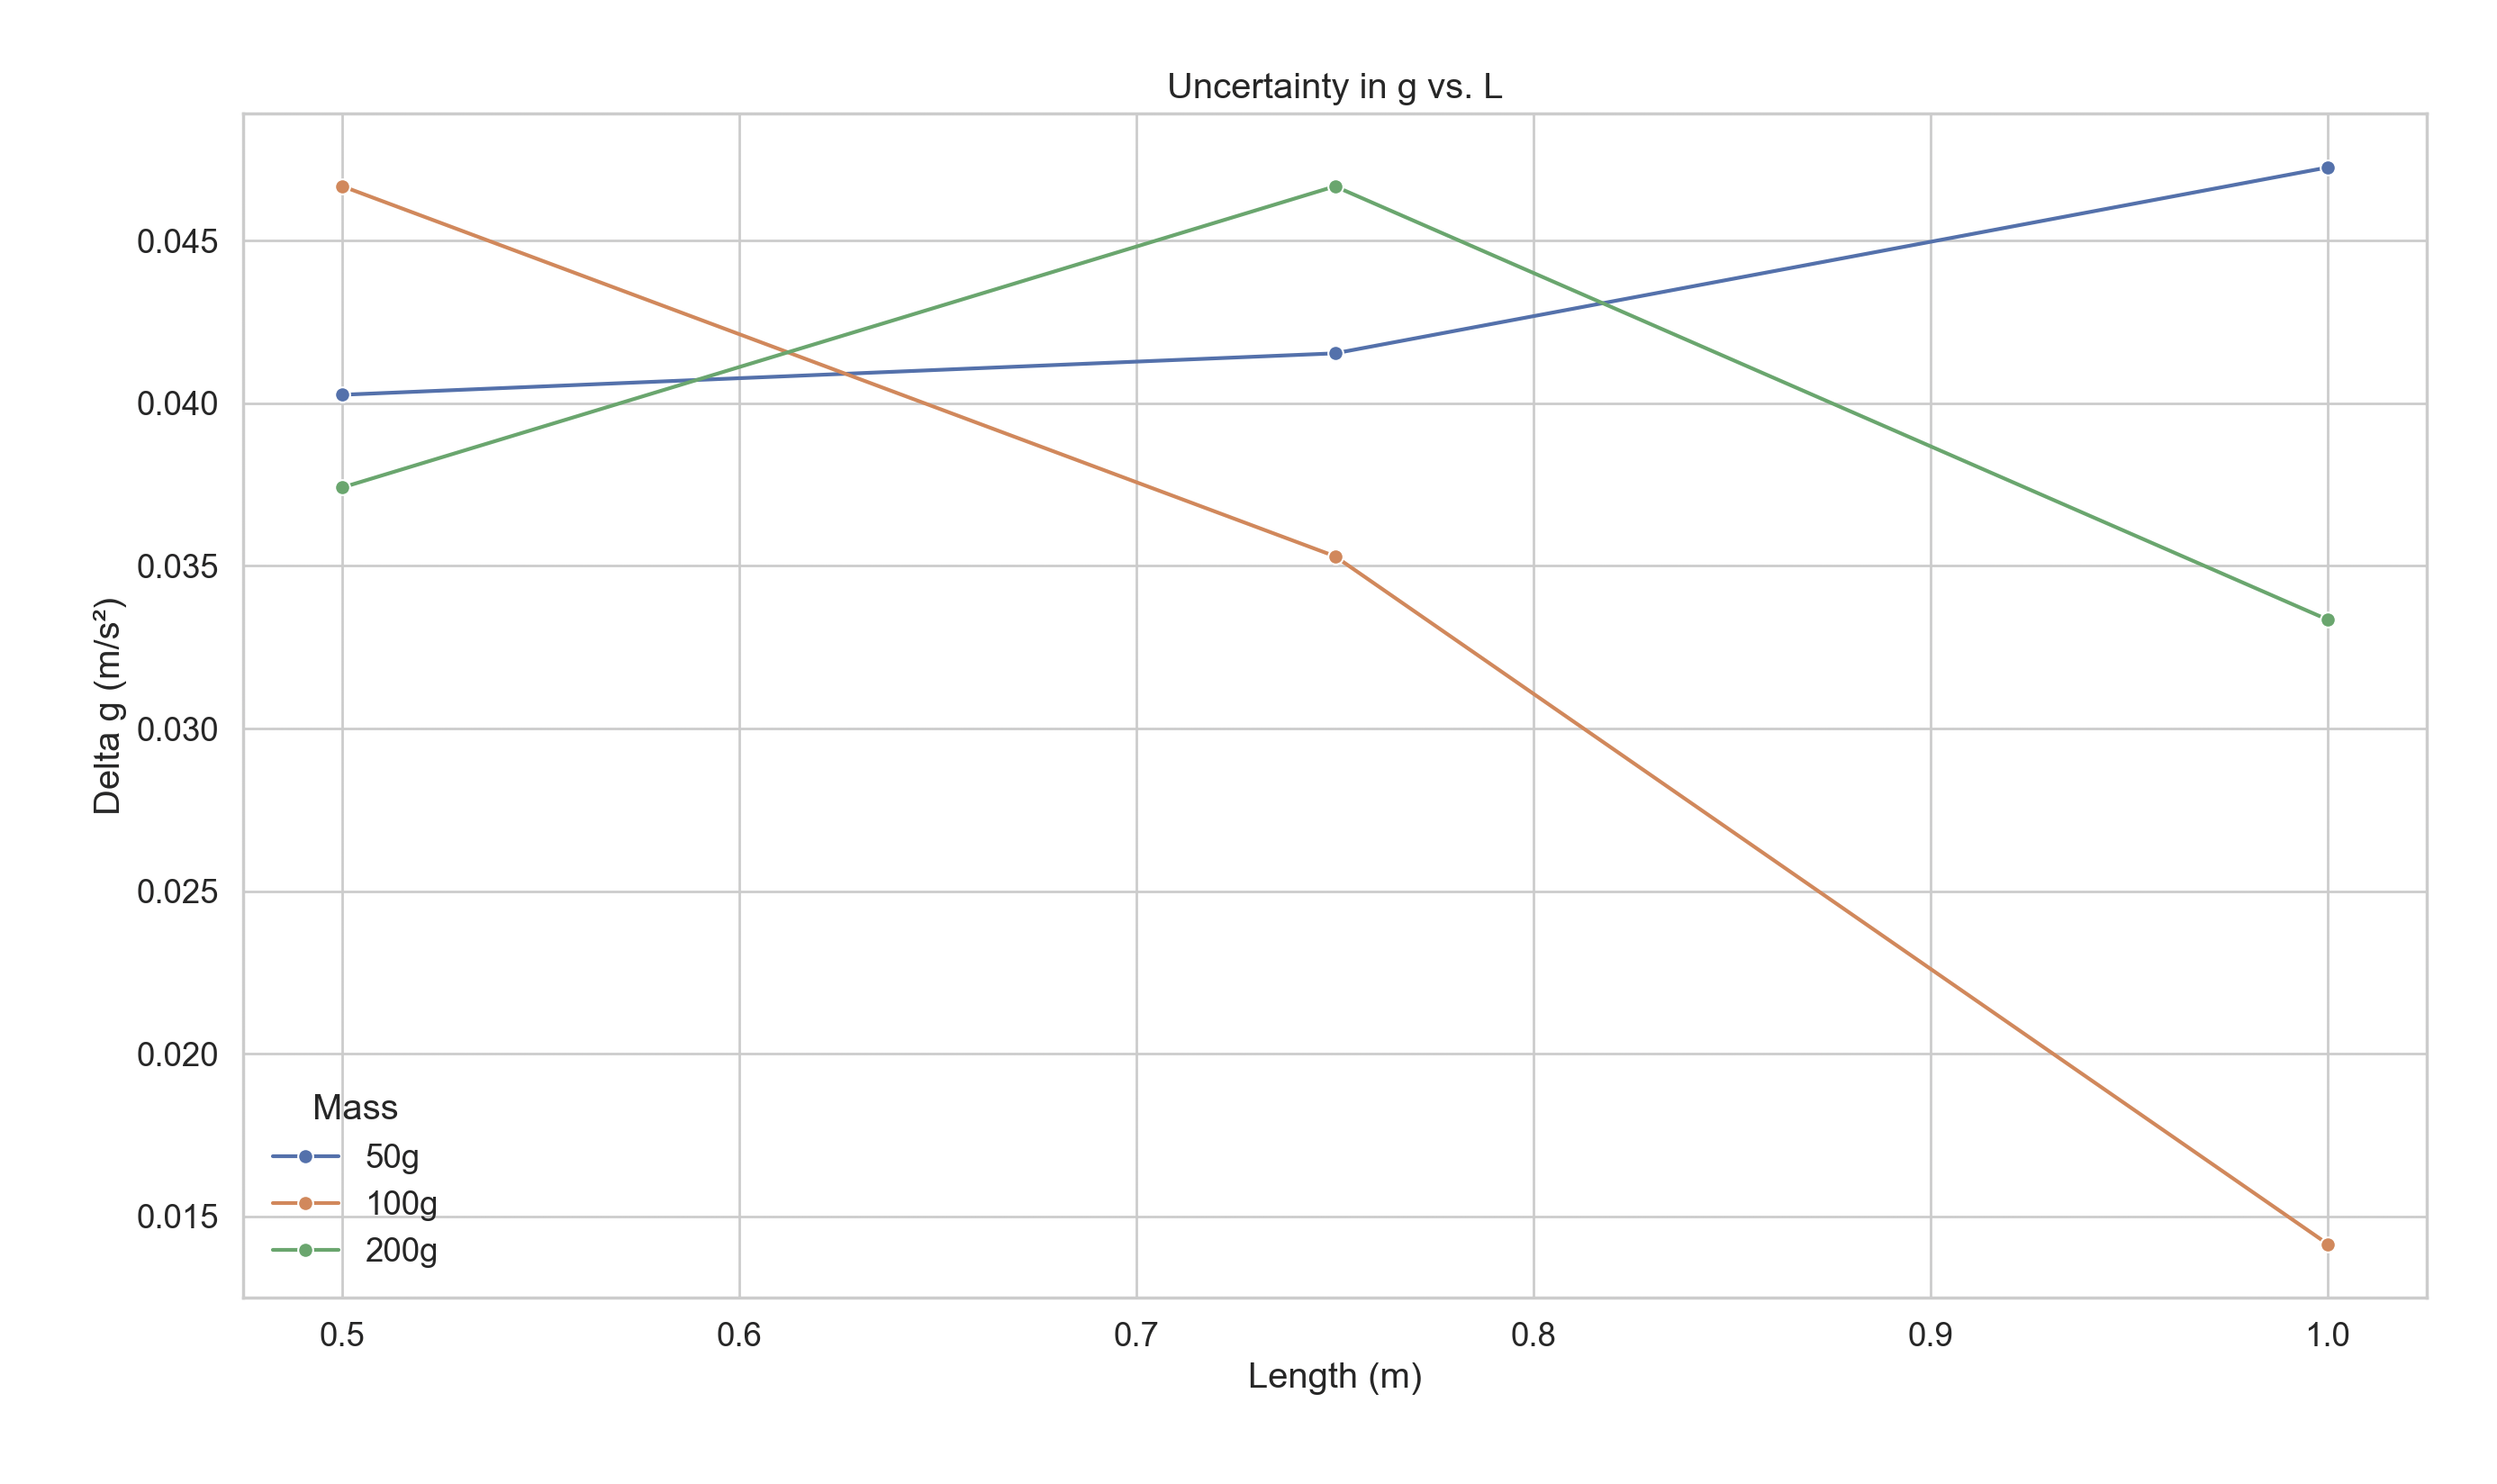 Uncertainty in g vs. L
Delta g (m/s²)
0.045
0.040
0.035
0.030
0.025
0.020
0.015
Mass
50g
100g
200g
0.5 0.6 0.7 0.8 0.9 1.0
Length (m)